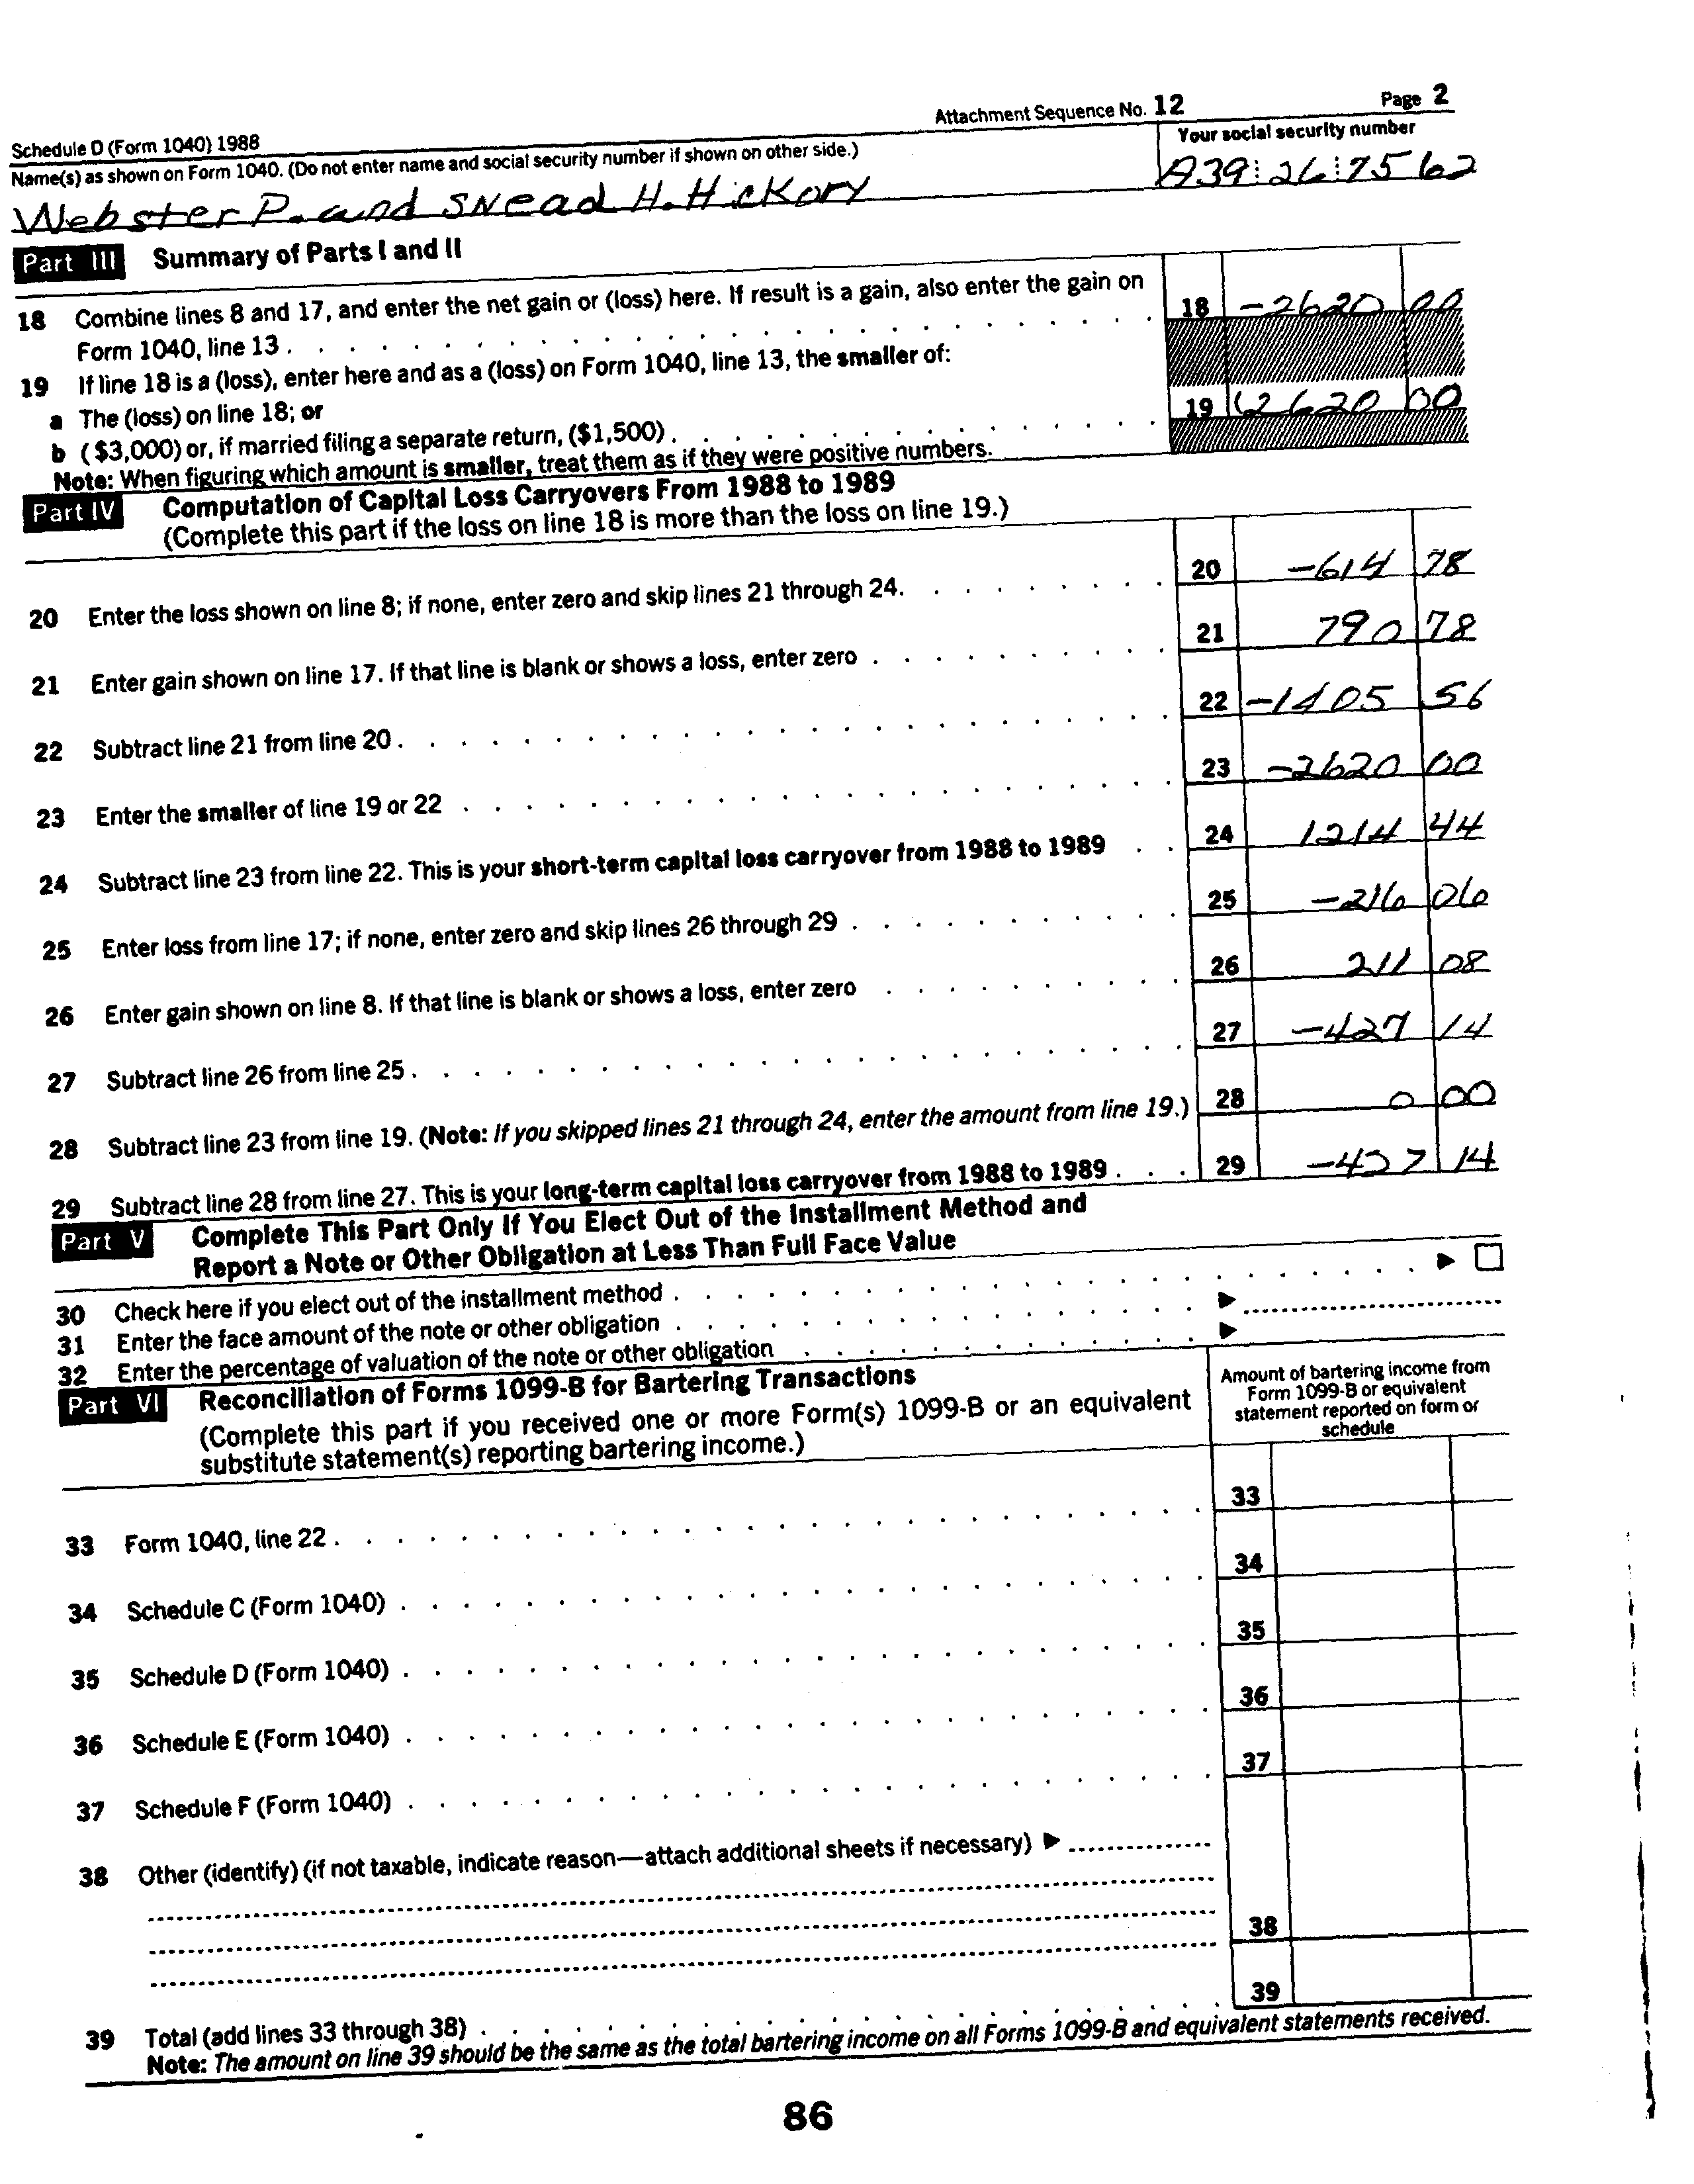 Schedule D (Form 1040) 1988
Attachment Sequence No. 12
Page 2
Name(s) as shown on Form 1040. (Do not enter name and social security number if shown on other side.)
Your social security number
Webster P. and SNead H. Hickory
A39 26 7562
Part III Summary of Parts I and II
18 Combine lines 8 and 17, and enter the net gain or (loss) here. If result is a gain, also enter the gain on
Form 1040, line 13 . 18 -2620 00
19 If line 18 is a (loss), enter here and as a (loss) on Form 1040, line 13, the smaller of:
a The (loss) on line 18; or
b ($3,000) or, if married filing a separate return, ($1,500) . 19 (2620 00
Note: When figuring which amount is smaller, treat them as if they were positive numbers.
Part IV Computation of Capital Loss Carryovers From 1988 to 1989
(Complete this part if the loss on line 18 is more than the loss on line 19.)
20 Enter the loss shown on line 8; if none, enter zero and skip lines 21 through 24. 20 -614 78
21 Enter gain shown on line 17. If that line is blank or shows a loss, enter zero . 21 790 78
22 Subtract line 21 from line 20 . 22 -1405 56
23 Enter the smaller of line 19 or 22 . 23 -2620 00
24 Subtract line 23 from line 22. This is your short-term capital loss carryover from 1988 to 1989 . 24 1214 44
25 Enter loss from line 17; if none, enter zero and skip lines 26 through 29 . 25 -216 06
26 Enter gain shown on line 8. If that line is blank or shows a loss, enter zero . 26 211 08
27 Subtract line 26 from line 25 . 27 -427 14
28 Subtract line 23 from line 19. (Note: If you skipped lines 21 through 24, enter the amount from line 19.) 28 0 00
29 Subtract line 28 from line 27. This is your long-term capital loss carryover from 1988 to 1989 . 29 -427 14
Part V Complete This Part Only If You Elect Out of the Installment Method and
Report a Note or Other Obligation at Less Than Full Face Value
30 Check here if you elect out of the installment method . ▶ ☐
31 Enter the face amount of the note or other obligation . ▶
32 Enter the percentage of valuation of the note or other obligation . ▶
Part VI Reconciliation of Forms 1099-B for Bartering Transactions
(Complete this part if you received one or more Form(s) 1099-B or an equivalent
substitute statement(s) reporting bartering income.)
Amount of bartering income from
Form 1099-B or equivalent
statement reported on form or
schedule
33 Form 1040, line 22 . 33
34 Schedule C (Form 1040) . 34
35 Schedule D (Form 1040) . 35
36 Schedule E (Form 1040) . 36
37 Schedule F (Form 1040) . 37
38 Other (identify) (if not taxable, indicate reason—attach additional sheets if necessary) ▶
38
39 Total (add lines 33 through 38) . 39
Note: The amount on line 39 should be the same as the total bartering income on all Forms 1099-B and equivalent statements received.
86